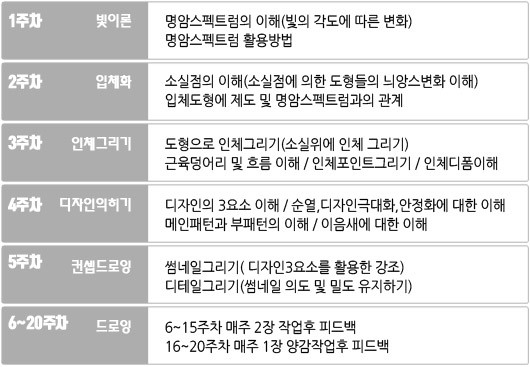 1주차 빛이론
명암스펙트럼의 이해(빛의 각도에 따른 변화)
명암스펙트럼 활용방법
2주차 입체화
소실점의 이해(소실점에 의한 도형들의 늬앙스변화 이해)
입체도형에 제도 및 명암스펙트럼과의 관계
3주차 인체그리기
도형으로 인체그리기(소실위에 인체 그리기)
근육덩어리 및 흐름 이해 / 인체포인트그리기 / 인체디폼이해
4주차 디자인익히기
디자인의 3요소 이해 / 순열,디자인극대화,안정화에 대한 이해
메인패턴과 부패턴의 이해 / 이음새에 대한 이해
5주차 컨셉드로잉
썸네일그리기( 디자인3요소를 활용한 강조)
디테일그리기(썸네일 의도 및 밀도 유지하기)
6~20주차 드로잉
6~15주차 매주 2장 작업후 피드백
16~20주차 매주 1장 양감작업후 피드백